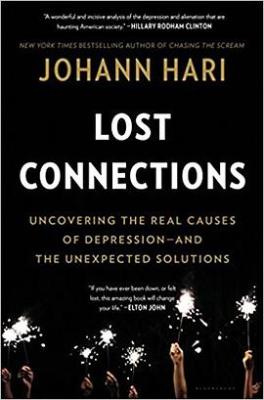 "A wonderful and incisive analysis of the depression and alienation that are
haunting American society." —HILLARY RODHAM CLINTON
NEW YORK TIMES BESTSELLING AUTHOR OF CHASING THE SCREAM
JOHANN HARI
LOST
CONNECTIONS
UNCOVERING THE REAL CAUSES
OF DEPRESSION—AND
THE UNEXPECTED SOLUTIONS
"If you have ever been down, or felt
lost, this amazing book will change
your life." —ELTON JOHN
BLOOMSBURY